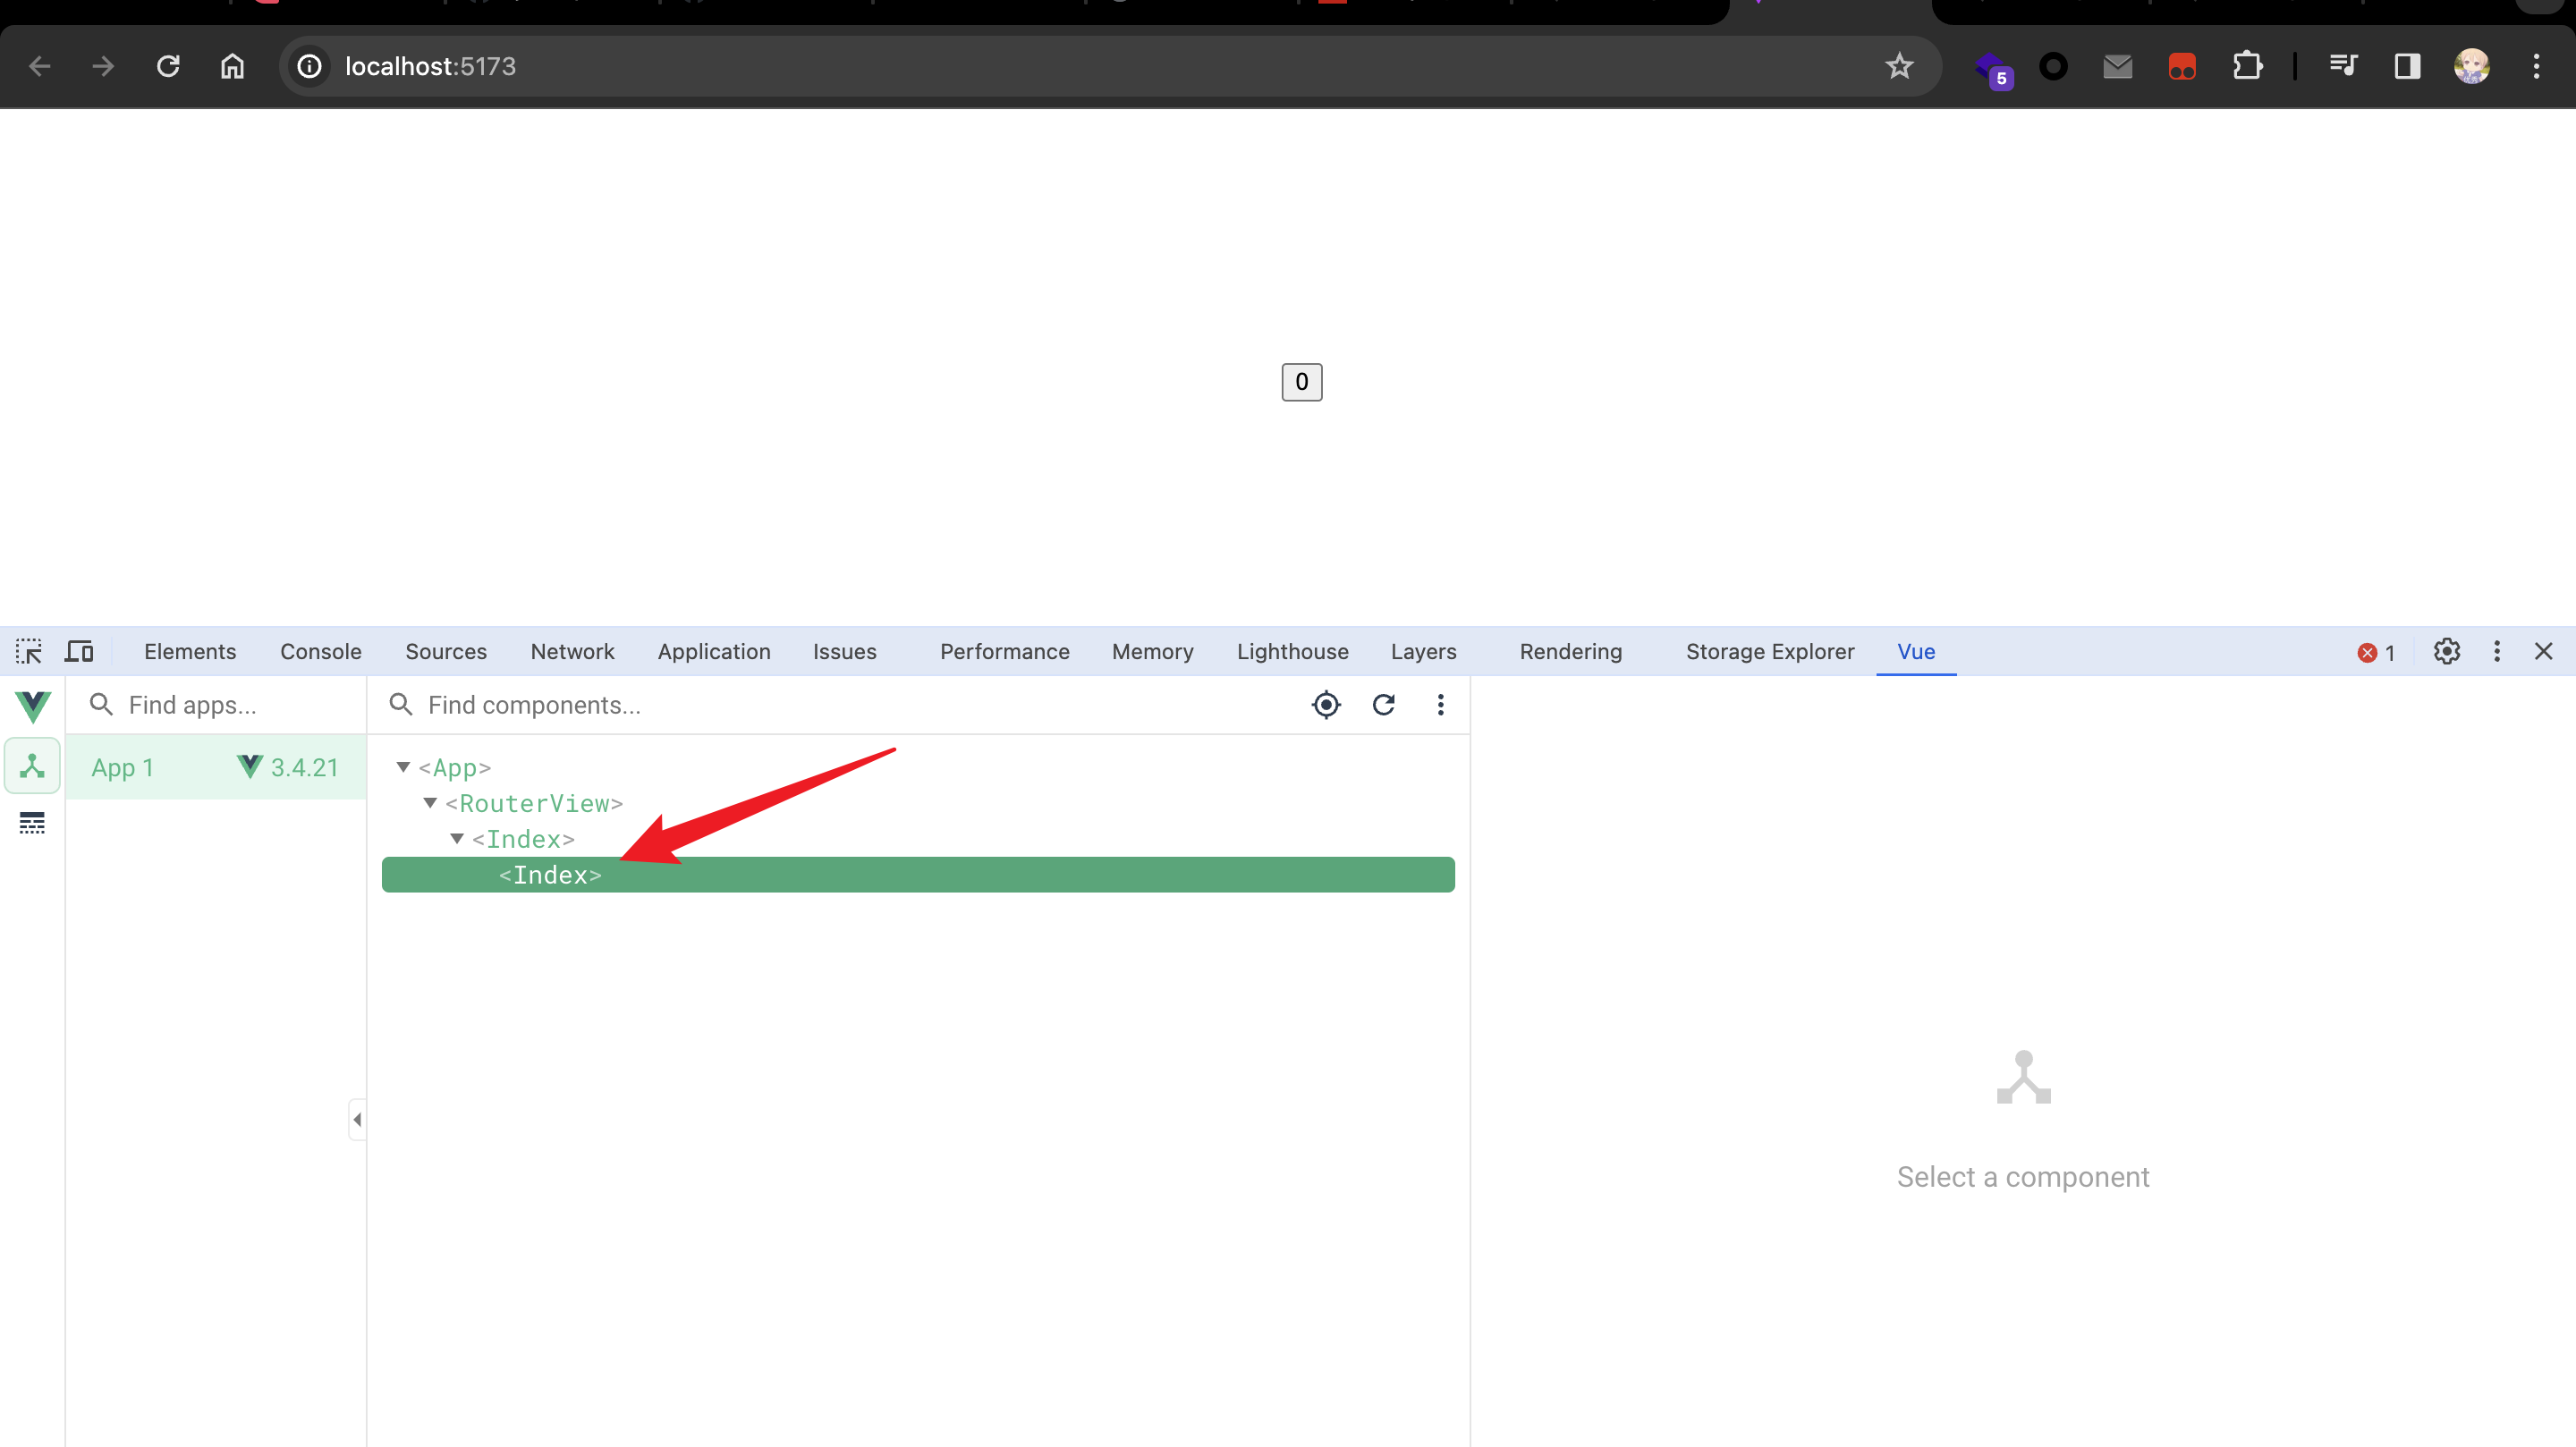 localhost:5173
5
0
Elements Console Sources Network Application Issues Performance Memory Lighthouse Layers Rendering Storage Explorer Vue 1
Find apps... Find components...
App 1 3.4.21
<App>
<RouterView>
<Index>
<Index>
Select a component